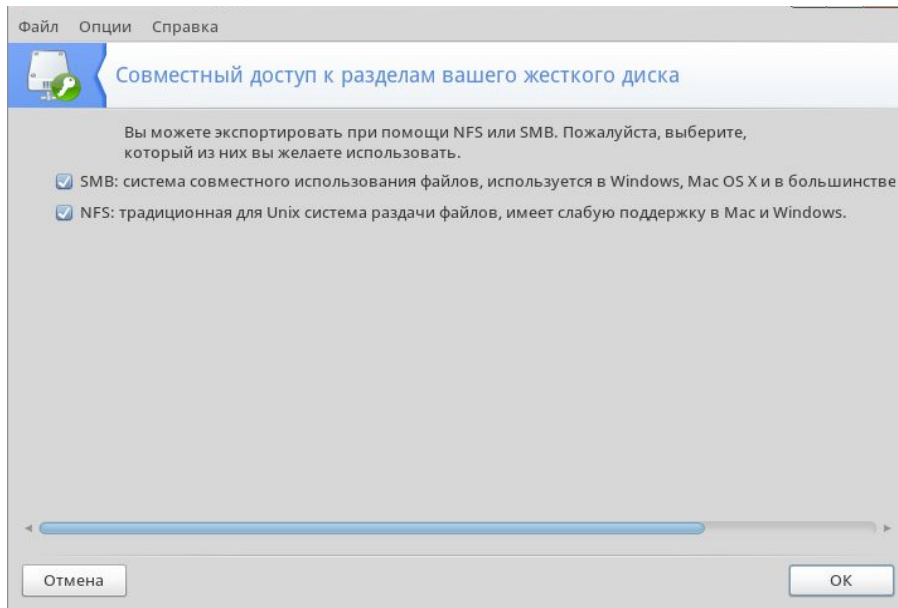 Файл Опции Справка
Совместный доступ к разделам вашего жесткого диска
Вы можете экспортировать при помощи NFS или SMB. Пожалуйста, выберите,
который из них вы желаете использовать.
SMB: система совместного использования файлов, используется в Windows, Mac OS X и в большинстве
NFS: традиционная для Unix система раздачи файлов, имеет слабую поддержку в Mac и Windows.
Отмена
ОК